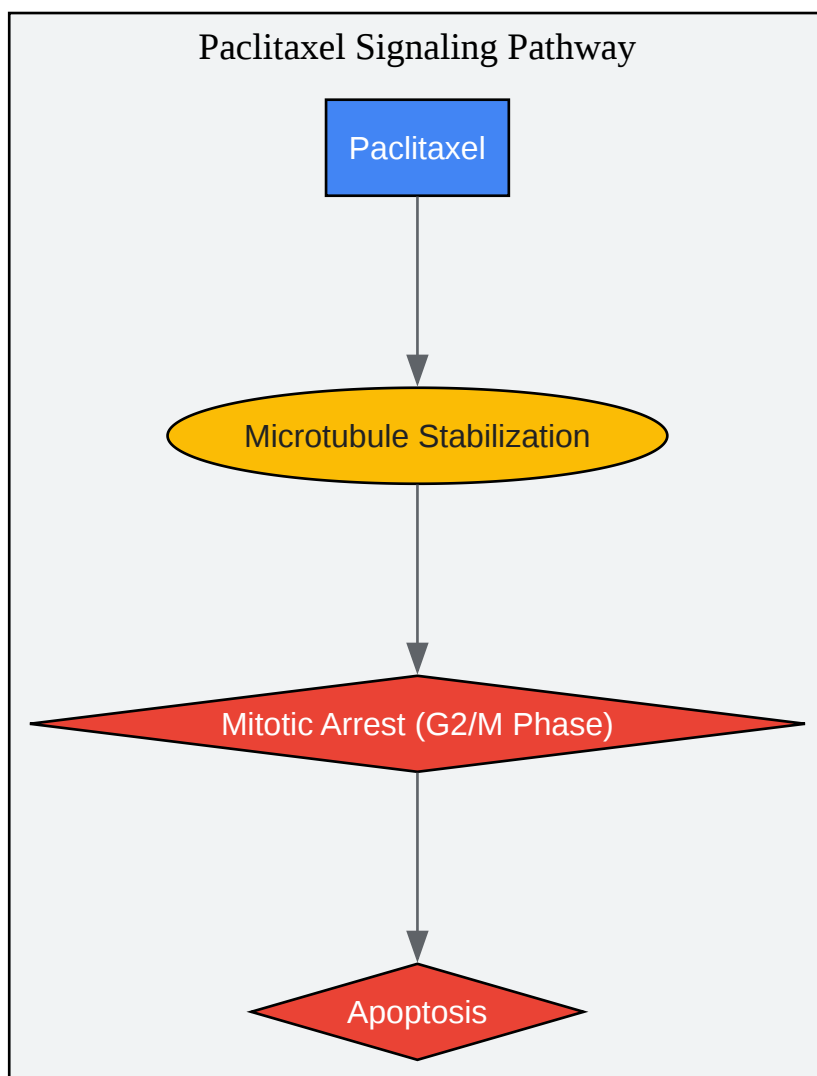 Paclitaxel Signaling Pathway
Paclitaxel
Microtubule Stabilization
Mitotic Arrest (G2/M Phase)
Apoptosis